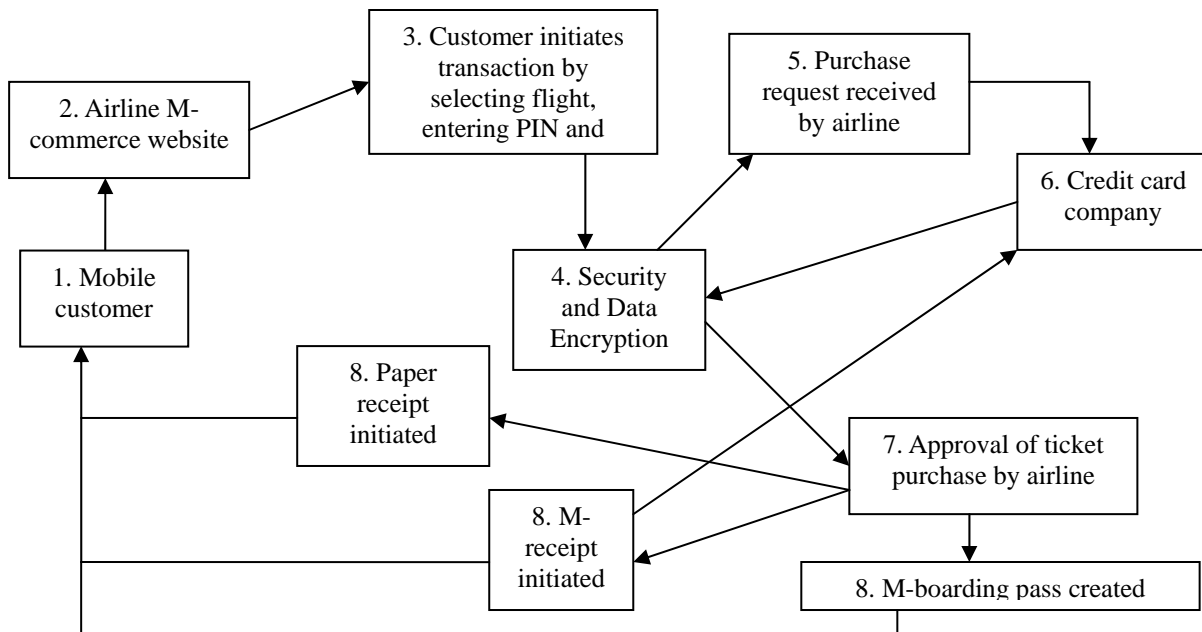 3. Customer initiates
transaction by
selecting flight,
entering PIN and
5. Purchase
request received
by airline
2. Airline M-
commerce website
6. Credit card
company
1. Mobile
customer
4. Security
and Data
Encryption
8. Paper
receipt
initiated
7. Approval of ticket
purchase by airline
8. M-
receipt
initiated
8. M-boarding pass created